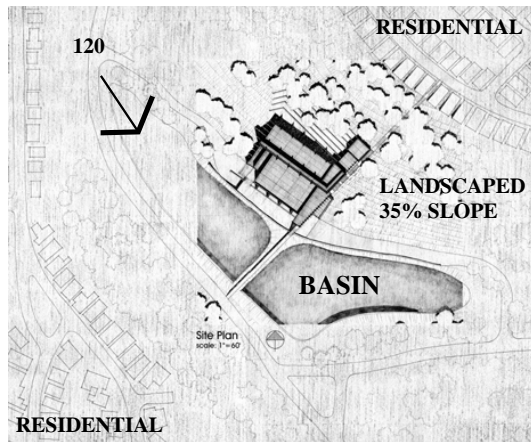 RESIDENTIAL
120
LANDSCAPED
35% SLOPE
BASIN
Site Plan
scale: 1"=60'
RESIDENTIAL